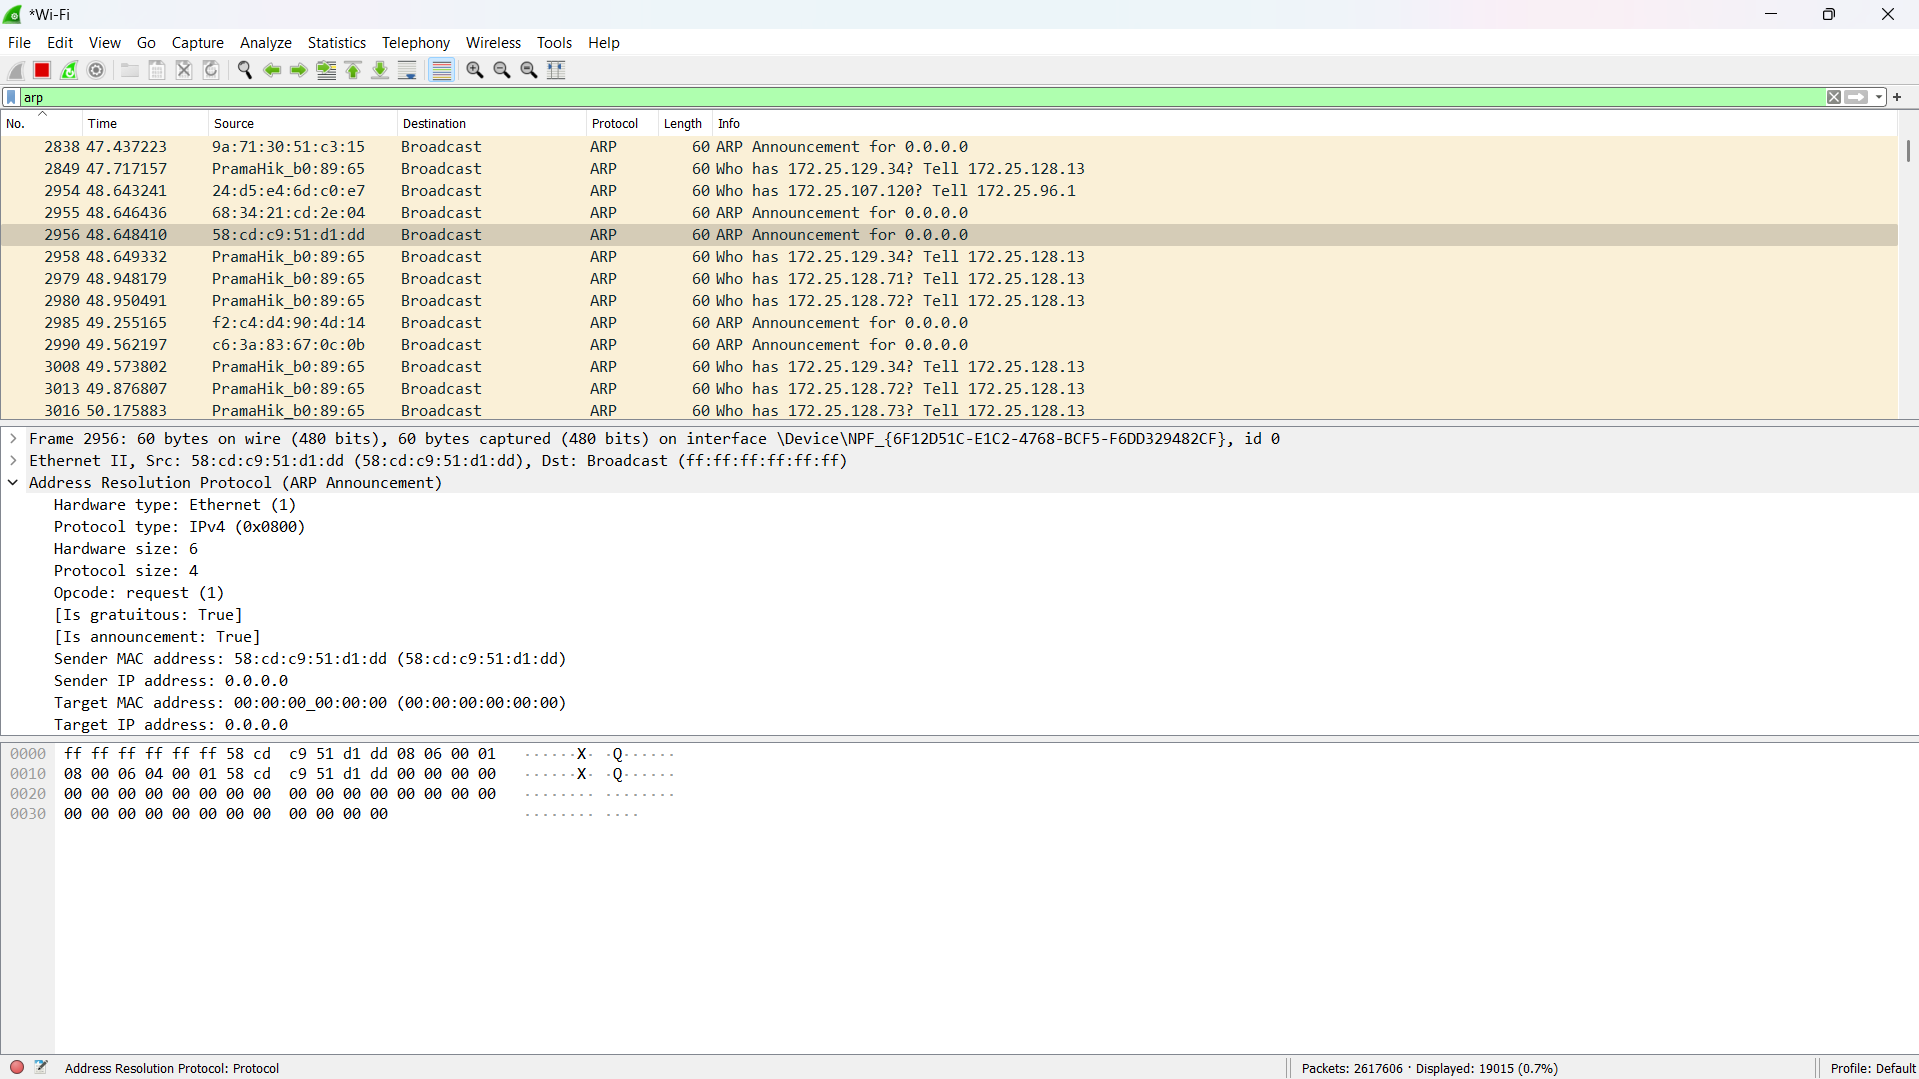 *Wi-Fi
File Edit View Go Capture Analyze Statistics Telephony Wireless Tools Help
arp
No. Time Source Destination Protocol Length Info
2838 47.437223 9a:71:30:51:c3:15 Broadcast ARP 60 ARP Announcement for 0.0.0.0
2849 47.717157 PramaHik_b0:89:65 Broadcast ARP 60 Who has 172.25.129.34? Tell 172.25.128.13
2954 48.643241 24:d5:e4:6d:c0:e7 Broadcast ARP 60 Who has 172.25.107.120? Tell 172.25.96.1
2955 48.646436 68:34:21:cd:2e:04 Broadcast ARP 60 ARP Announcement for 0.0.0.0
2956 48.648410 58:cd:c9:51:d1:dd Broadcast ARP 60 ARP Announcement for 0.0.0.0
2958 48.649332 PramaHik_b0:89:65 Broadcast ARP 60 Who has 172.25.129.34? Tell 172.25.128.13
2979 48.948179 PramaHik_b0:89:65 Broadcast ARP 60 Who has 172.25.128.71? Tell 172.25.128.13
2980 48.950491 PramaHik_b0:89:65 Broadcast ARP 60 Who has 172.25.128.72? Tell 172.25.128.13
2985 49.255165 f2:c4:d4:90:4d:14 Broadcast ARP 60 ARP Announcement for 0.0.0.0
2990 49.562197 c6:3a:83:67:0c:0b Broadcast ARP 60 ARP Announcement for 0.0.0.0
3008 49.573802 PramaHik_b0:89:65 Broadcast ARP 60 Who has 172.25.129.34? Tell 172.25.128.13
3013 49.876807 PramaHik_b0:89:65 Broadcast ARP 60 Who has 172.25.128.72? Tell 172.25.128.13
3016 50.175883 PramaHik_b0:89:65 Broadcast ARP 60 Who has 172.25.128.73? Tell 172.25.128.13
Frame 2956: 60 bytes on wire (480 bits), 60 bytes captured (480 bits) on interface \Device\NPF_{6F12D51C-E1C2-4768-BCF5-F6DD329482CF}, id 0
Ethernet II, Src: 58:cd:c9:51:d1:dd (58:cd:c9:51:d1:dd), Dst: Broadcast (ff:ff:ff:ff:ff:ff)
Address Resolution Protocol (ARP Announcement)
Hardware type: Ethernet (1)
Protocol type: IPv4 (0x0800)
Hardware size: 6
Protocol size: 4
Opcode: request (1)
[Is gratuitous: True]
[Is announcement: True]
Sender MAC address: 58:cd:c9:51:d1:dd (58:cd:c9:51:d1:dd)
Sender IP address: 0.0.0.0
Target MAC address: 00:00:00_00:00:00 (00:00:00:00:00:00)
Target IP address: 0.0.0.0
0000 ff ff ff ff ff ff 58 cd c9 51 d1 dd 08 06 00 01 ······X· ·Q······
0010 08 00 06 04 00 01 58 cd c9 51 d1 dd 00 00 00 00 ······X· ·Q······
0020 00 00 00 00 00 00 00 00 00 00 00 00 00 00 00 00 ········ ········
0030 00 00 00 00 00 00 00 00 00 00 00 00 ········ ····
Address Resolution Protocol: Protocol
Packets: 2617606 · Displayed: 19015 (0.7%)
Profile: Default